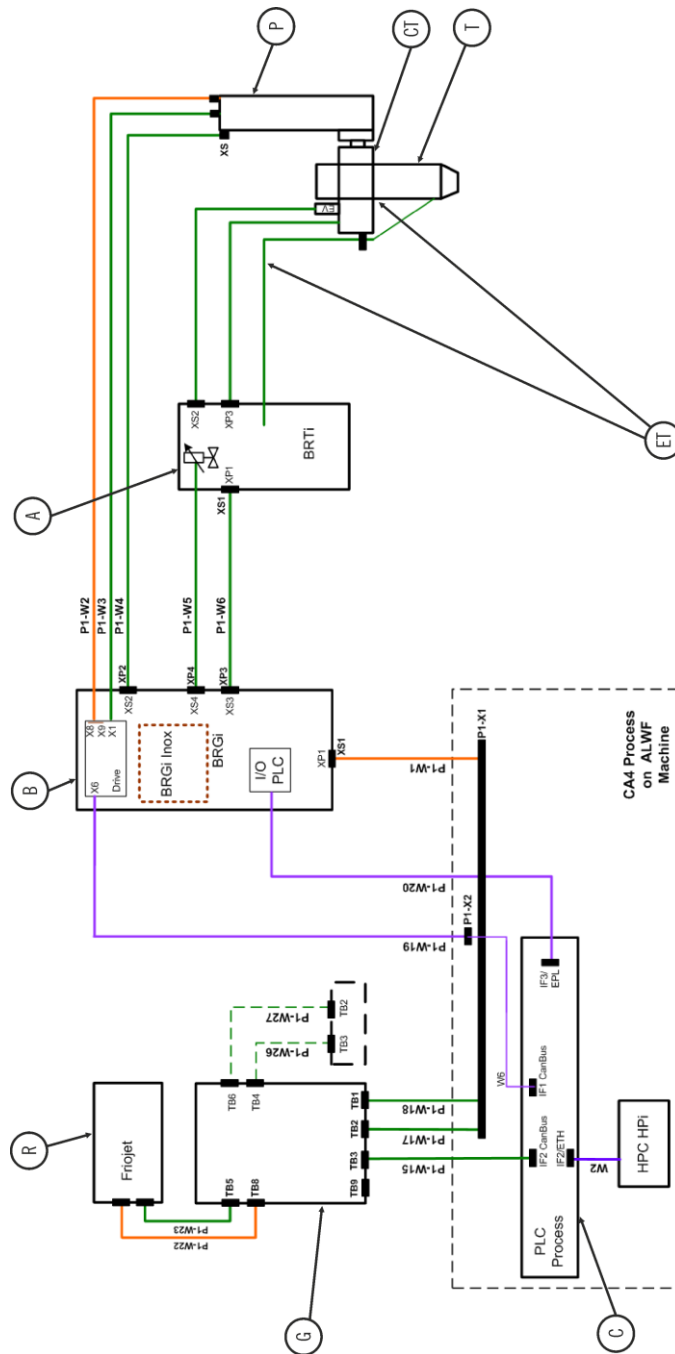 P
CT
T
ET
A
B
R
G
C
XS
EV
XS2
XP3
XP1
XS1
BRTi
P1-W2
P1-W3
P1-W4
P1-W5
P1-W6
XP2
XS2
XP4
XS4
XP3
XS3
X8
X9
X1
X6
Drive
BRGi Inox
BRGi
I/O
PLC
XP1
XS1
P1-W1
P1-W20
P1-W19
P1-X2
P1-X1
CA4 Process
on ALWF
Machine
P1-W27
P1-W26
TB2
TB3
TB6
TB4
TB1
TB2
TB3
TB9
TB5
TB8
Friojet
P1-W23
P1-W22
P1-W18
P1-W17
P1-W15
W6
IF3/
EPL
IF1 CanBus
IF2 CanBus
IF2/ETH
PLC
Process
W2
HPC HPi